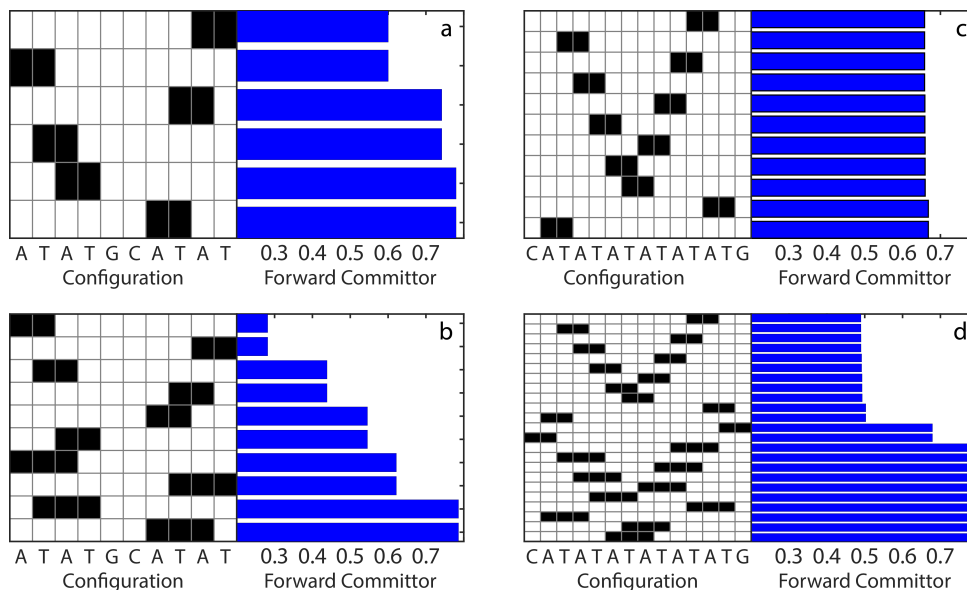 a
0.3 0.4 0.5 0.6 0.7
A T A T G C A T A T
Configuration
Forward Committor
c
0.3 0.4 0.5 0.6 0.7
C A T A T A T A T A T A T G
Configuration
Forward Committor
b
0.3 0.4 0.5 0.6 0.7
A T A T G C A T A T
Configuration
Forward Committor
d
0.3 0.4 0.5 0.6 0.7
C A T A T A T A T A T A T G
Configuration
Forward Committor